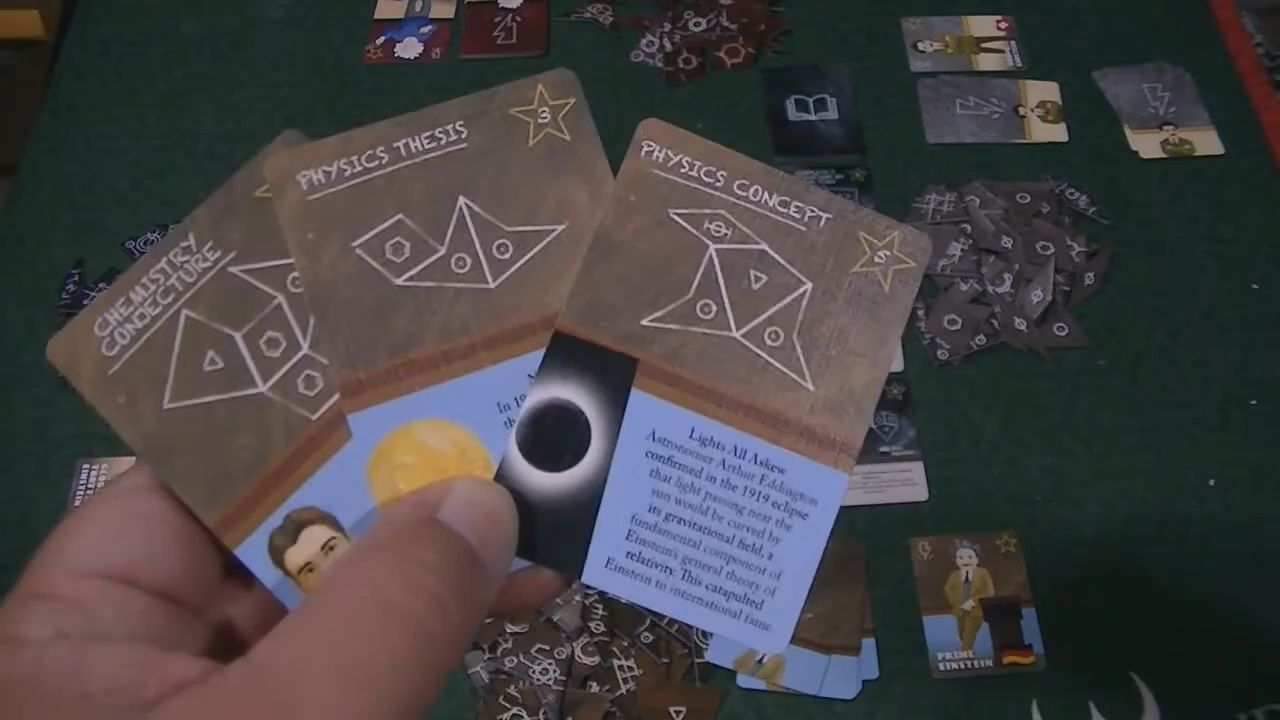 CHEMISTRY
CONJECTURE
PHYSICS THESIS
3
In 19
PHYSICS CONCEPT
5
Lights All Askew
Astronomer Arthur Eddington
confirmed in the 1919 eclipse
that light passing near the
sun would be curved by
its gravitational field, a
fundamental component of
Einstein's general theory of
relativity. This catapulted
Einstein to international fame.
PRIME
EINSTEIN